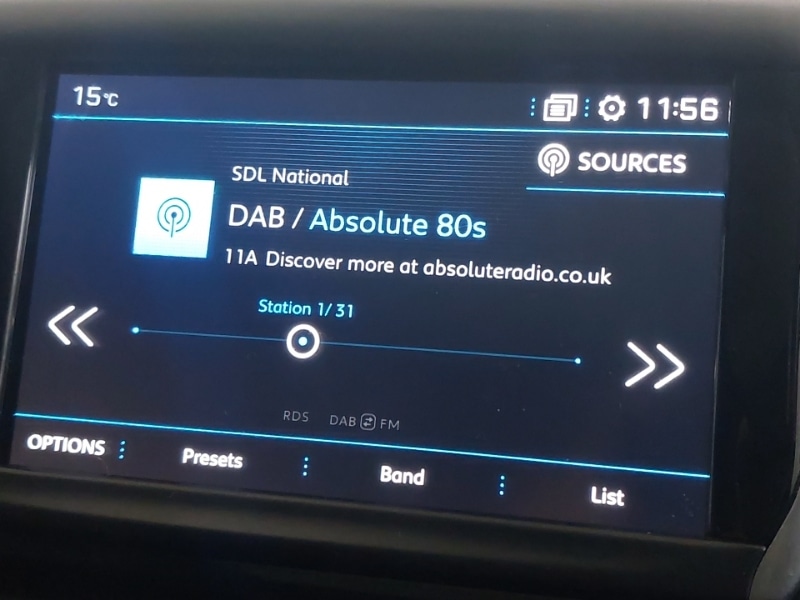 15°C
11:56
SOURCES
SDL National
DAB / Absolute 80s
11A Discover more at absoluteradio.co.uk
Station 1/31
RDS DAB FM
OPTIONS Presets Band List